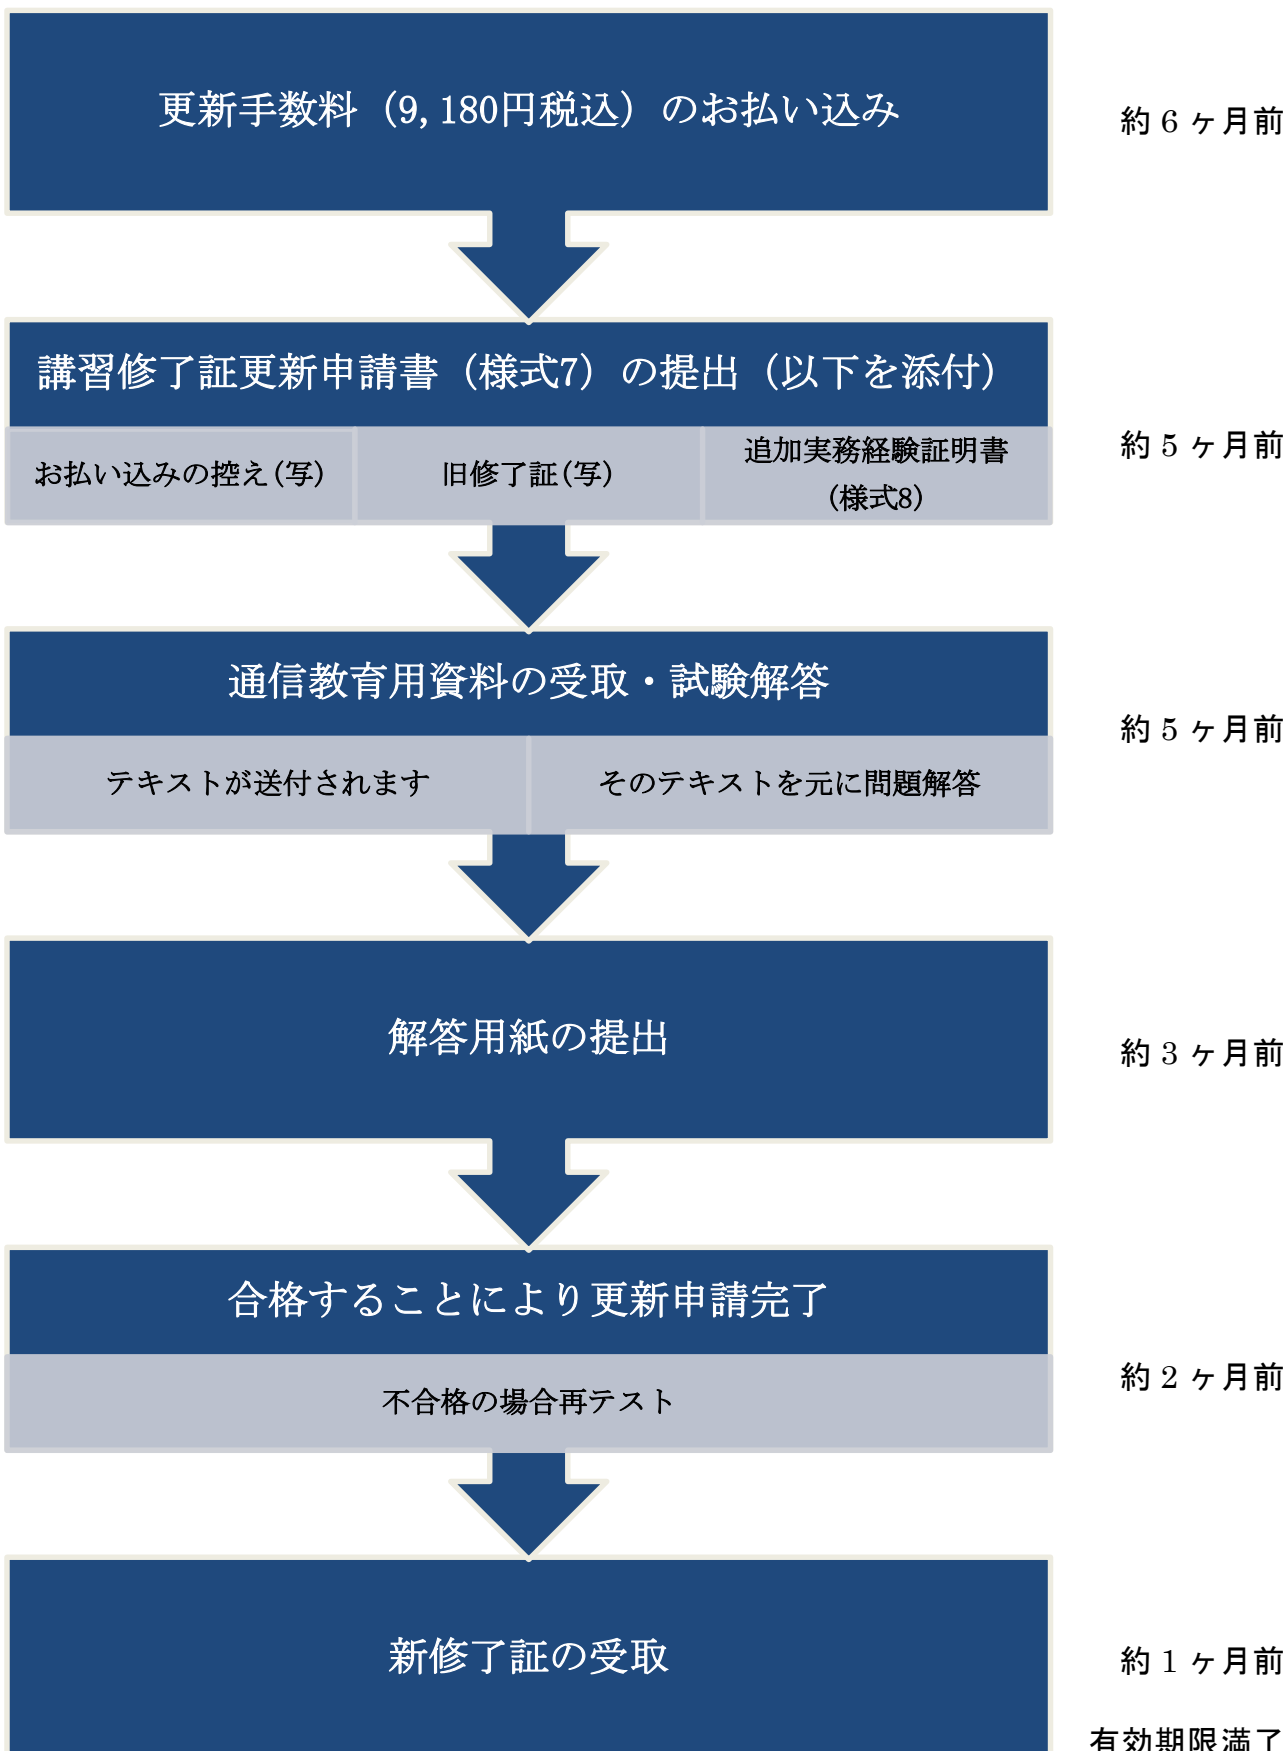 更新手数料（9,180円税込）のお払い込み
約 6 ヶ月前
講習修了証更新申請書（様式7）の提出（以下を添付）
お払い込みの控え(写)
旧修了証(写)
追加実務経験証明書
(様式8)
約 5 ヶ月前
通信教育用資料の受取・試験解答
テキストが送付されます
そのテキストを元に問題解答
約 5 ヶ月前
解答用紙の提出
約 3 ヶ月前
合格することにより更新申請完了
不合格の場合再テスト
約 2 ヶ月前
新修了証の受取
約 1 ヶ月前
有効期限満了